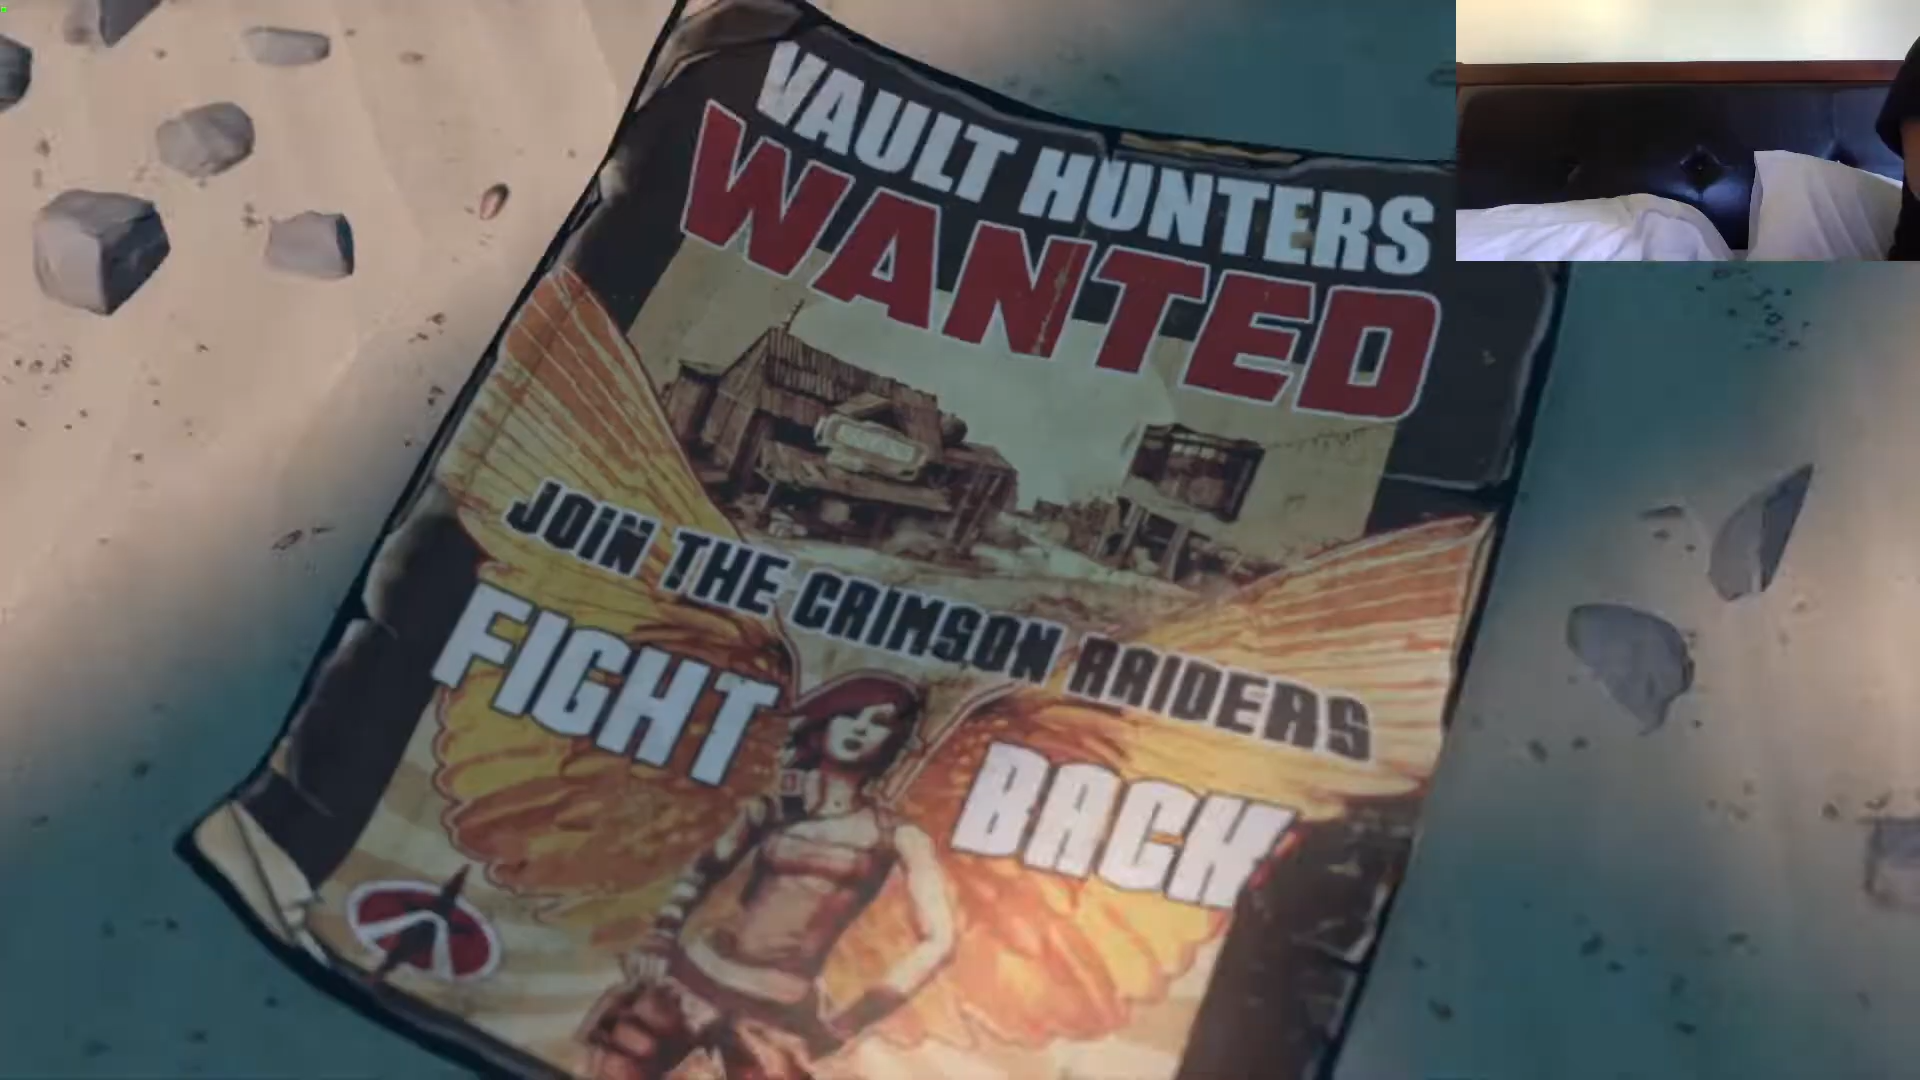 VAULT HUNTERS
WANTED
JOIN THE CRIMSON RAIDERS
FIGHT
BACK